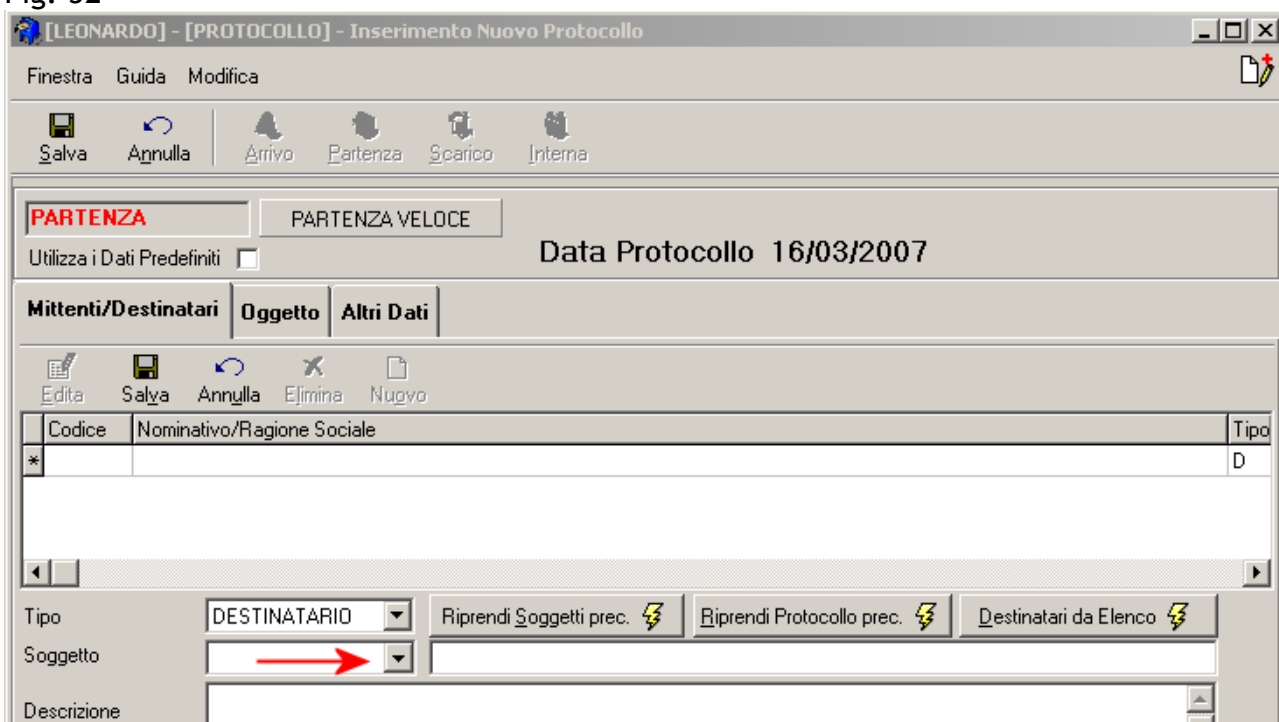 Fig. 32
[LEONARDO] - [PROTOCOLLO] - Inserimento Nuovo Protocollo
Finestra Guida Modifica
Salva Annulla Arrivo Partenza Scarico Interna
PARTENZA PARTENZA VELOCE
Utilizza i Dati Predefiniti Data Protocollo 16/03/2007
Mittenti/Destinatari Oggetto Altri Dati
Edita Salva Annulla Elimina Nuovo
Codice Nominativo/Ragione Sociale Tipo
* D
Tipo DESTINATARIO Riprendi Soggetti prec. Riprendi Protocollo prec. Destinatari da Elenco
Soggetto
Descrizione